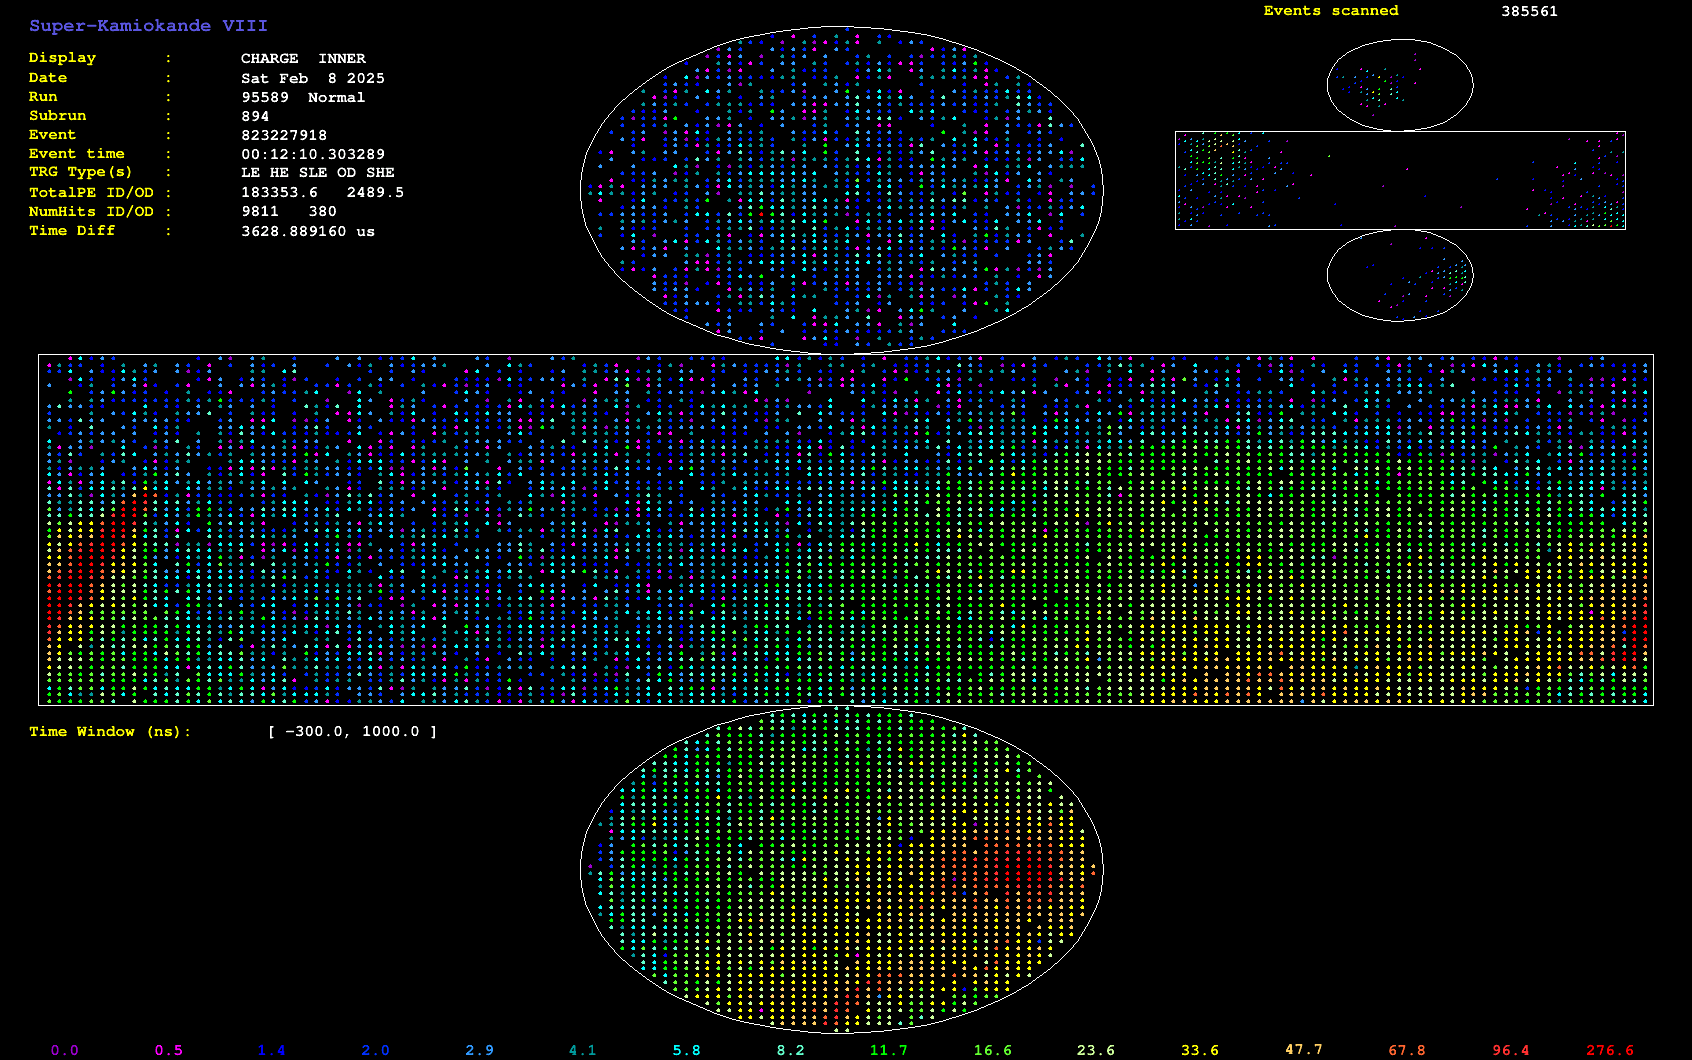 Super-Kamiokande VIII
Events scanned 385561
Display : CHARGE INNER
Date : Sat Feb 8 2025
Run : 95589 Normal
Subrun : 894
Event : 823227918
Event time : 00:12:10.303289
TRG Type(s) : LE HE SLE OD SHE
TotalPE ID/OD : 183353.6 2489.5
NumHits ID/OD : 9811 380
Time Diff : 3628.889160 us
Time Window (ns): [ -300.0, 1000.0 ]
0.0 0.5 1.4 2.0 2.9 4.1 5.8 8.2 11.7 16.6 23.6 33.6 47.7 67.8 96.4 276.6